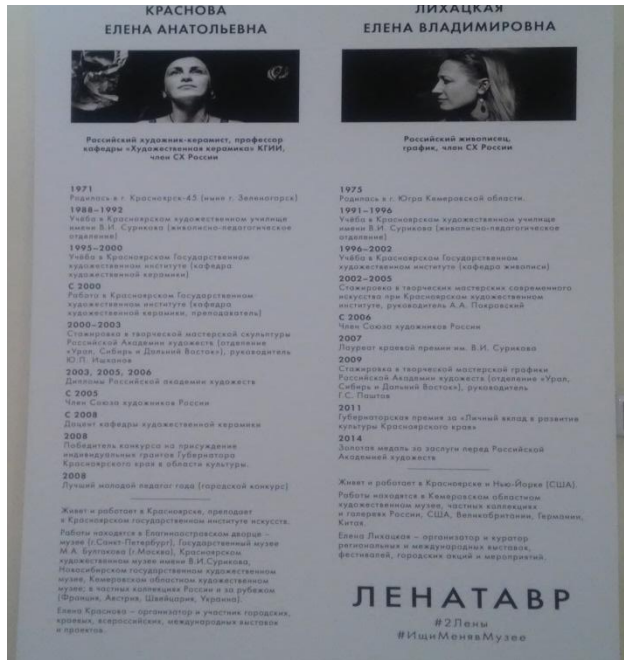 КРАСНОВА
ЕЛЕНА АНАТОЛЬЕВНА
Российский художник-керамист, профессор
кафедры «Художественная керамика» КГИИ,
член СХ России
1971
Родилась в г. Красноярск-45 (ныне г. Зеленогорск)
1988–1992
Учёба в Красноярском художественном училище
имени В.И. Сурикова (живописно-педагогическое
отделение)
1995–2000
Учёба в Красноярском Государственном
художественном институте (кафедра
художественной керамики)
С 2000
Работа в Красноярском Государственном
художественном институте (кафедра
художественной керамики, преподаватель)
2000–2003
Стажировка в творческой мастерской скульптуры
Российской Академии художеств (отделение
«Урал, Сибирь и Дальний Восток»), руководитель
Ю.П. Ишханов
2003, 2005, 2006
Дипломы Российской академии художеств
С 2005
Член Союза художников России
С 2008
Доцент кафедры художественной керамики
2008
Победитель конкурса на присуждение
индивидуальных грантов Губернатора
Красноярского края в области культуры.
2008
Лучший молодой педагог года (городской конкурс)
Живет и работает в Красноярске, преподает
в Красноярском государственном институте искусств.
Работы находятся в Елагиноостровском дворце –
музее (г.Санкт-Петербург), Государственный музее
М.А. Булгакова (г.Москва), Красноярском
художественном музее имени В.И.Сурикова,
Новосибирском государственном художественном
музее, Кемеровском областном художественном
музее; в частных коллекциях России и за рубежом
(Франция, Австрия, Швейцария, Украина).
Елена Краснова – организатор и участник городских,
краевых, всероссийских, международных выставок
и проектов.
ЛИХАЦКАЯ
ЕЛЕНА ВЛАДИМИРОВНА
Российский живописец,
график, член СХ России
1975
Родилась в г. Югра Кемеровской области.
1991–1996
Учёба в Красноярском художественном училище
имени В.И. Сурикова (живописно-педагогическое
отделение)
1996–2002
Учёба в Красноярском Государственном
художественном институте (кафедра живописи)
2002–2005
Стажировка в творческих мастерских современного
искусства при Красноярском художественном
институте, руководитель А.А. Покровский
С 2006
Член Союза художников России
2007
Лауреат краевой премии им. В.И. Сурикова
2009
Стажировка в творческой мастерской графики
Российской Академии художеств (отделение «Урал,
Сибирь и Дальний Восток»), руководитель
Г.С. Паштов
2011
Губернаторская премия за «Личный вклад в развитие
культуры Красноярского края»
2014
Золотая медаль за заслуги перед Российской
Академией художеств
Живет и работает в Красноярске и Нью-Йорке (США).
Работы находятся в Кемеровском областном
художественном музее, частных коллекциях
и галереях России, США, Великобритании, Германии,
Китая.
Елена Лихацкая – организатор и куратор
региональных и международных выставок,
фестивалей, городских акций и мероприятий.
ЛЕНАТАВР
#2Лены
#ИщиМеняВМузее